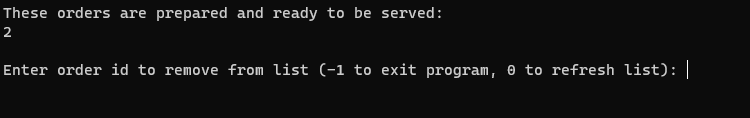 These orders are prepared and ready to be served:
2
Enter order id to remove from list (-1 to exit program, 0 to refresh list):